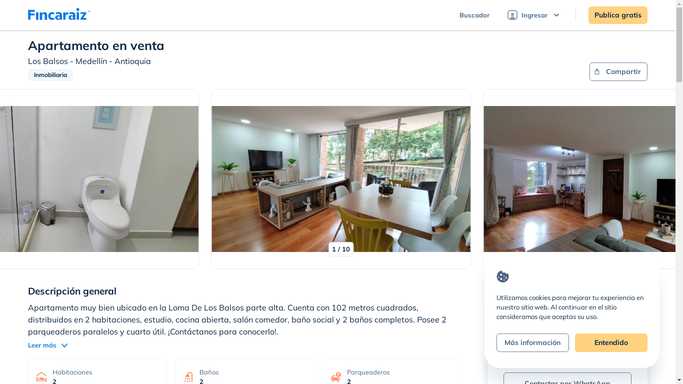 Fincaraiz
Buscador
Ingresar
Publica gratis
Apartamento en venta
Los Balsos - Medellín - Antioquia
Inmobiliaria
Compartir
1 / 10
Descripción general
Apartamento muy bien ubicado en la Loma De Los Balsos parte alta. Cuenta con 102 metros cuadrados,
distribuidos en 2 habitaciones, estudio, cocina abierta, salón comedor, baño social y 2 baños completos. Posee 2
parqueaderos paralelos y cuarto útil. ¡Contáctanos para conocerlo!.
Leer más
Habitaciones
2
Baños
2
Parqueaderos
2
Utilizamos cookies para mejorar tu experiencia en
nuestro sitio web. Al continuar en el sitio
consideramos que aceptas su uso.
Más información
Entendido
Contactar por WhatsApp